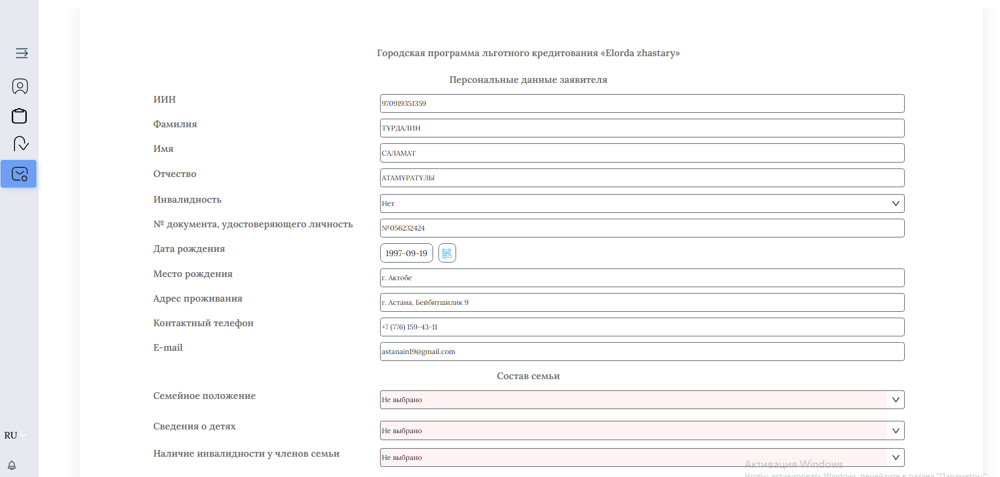 Городская программа льготного кредитования «Elorda zhastary»
Персональные данные заявителя
ИИН
970919351359
Фамилия
ТҰРДАЛИН
Имя
САЛАМАТ
Отчество
АТАМҰРАТҰЛЫ
Инвалидность
Нет
№ документа, удостоверяющего личность
№056232424
Дата рождения
1997-09-19
Место рождения
г. Актобе
Адрес проживания
г. Астана, Бейбитшилик 9
Контактный телефон
+7 (776) 159-43-11
E-mail
astanain19@gmail.com
Состав семьи
Семейное положение
Не выбрано
Сведения о детях
Не выбрано
RU
Наличие инвалидности у членов семьи
Не выбрано
Активация Windows
Чтобы активировать Windows, перейдите в раздел "Параметры"